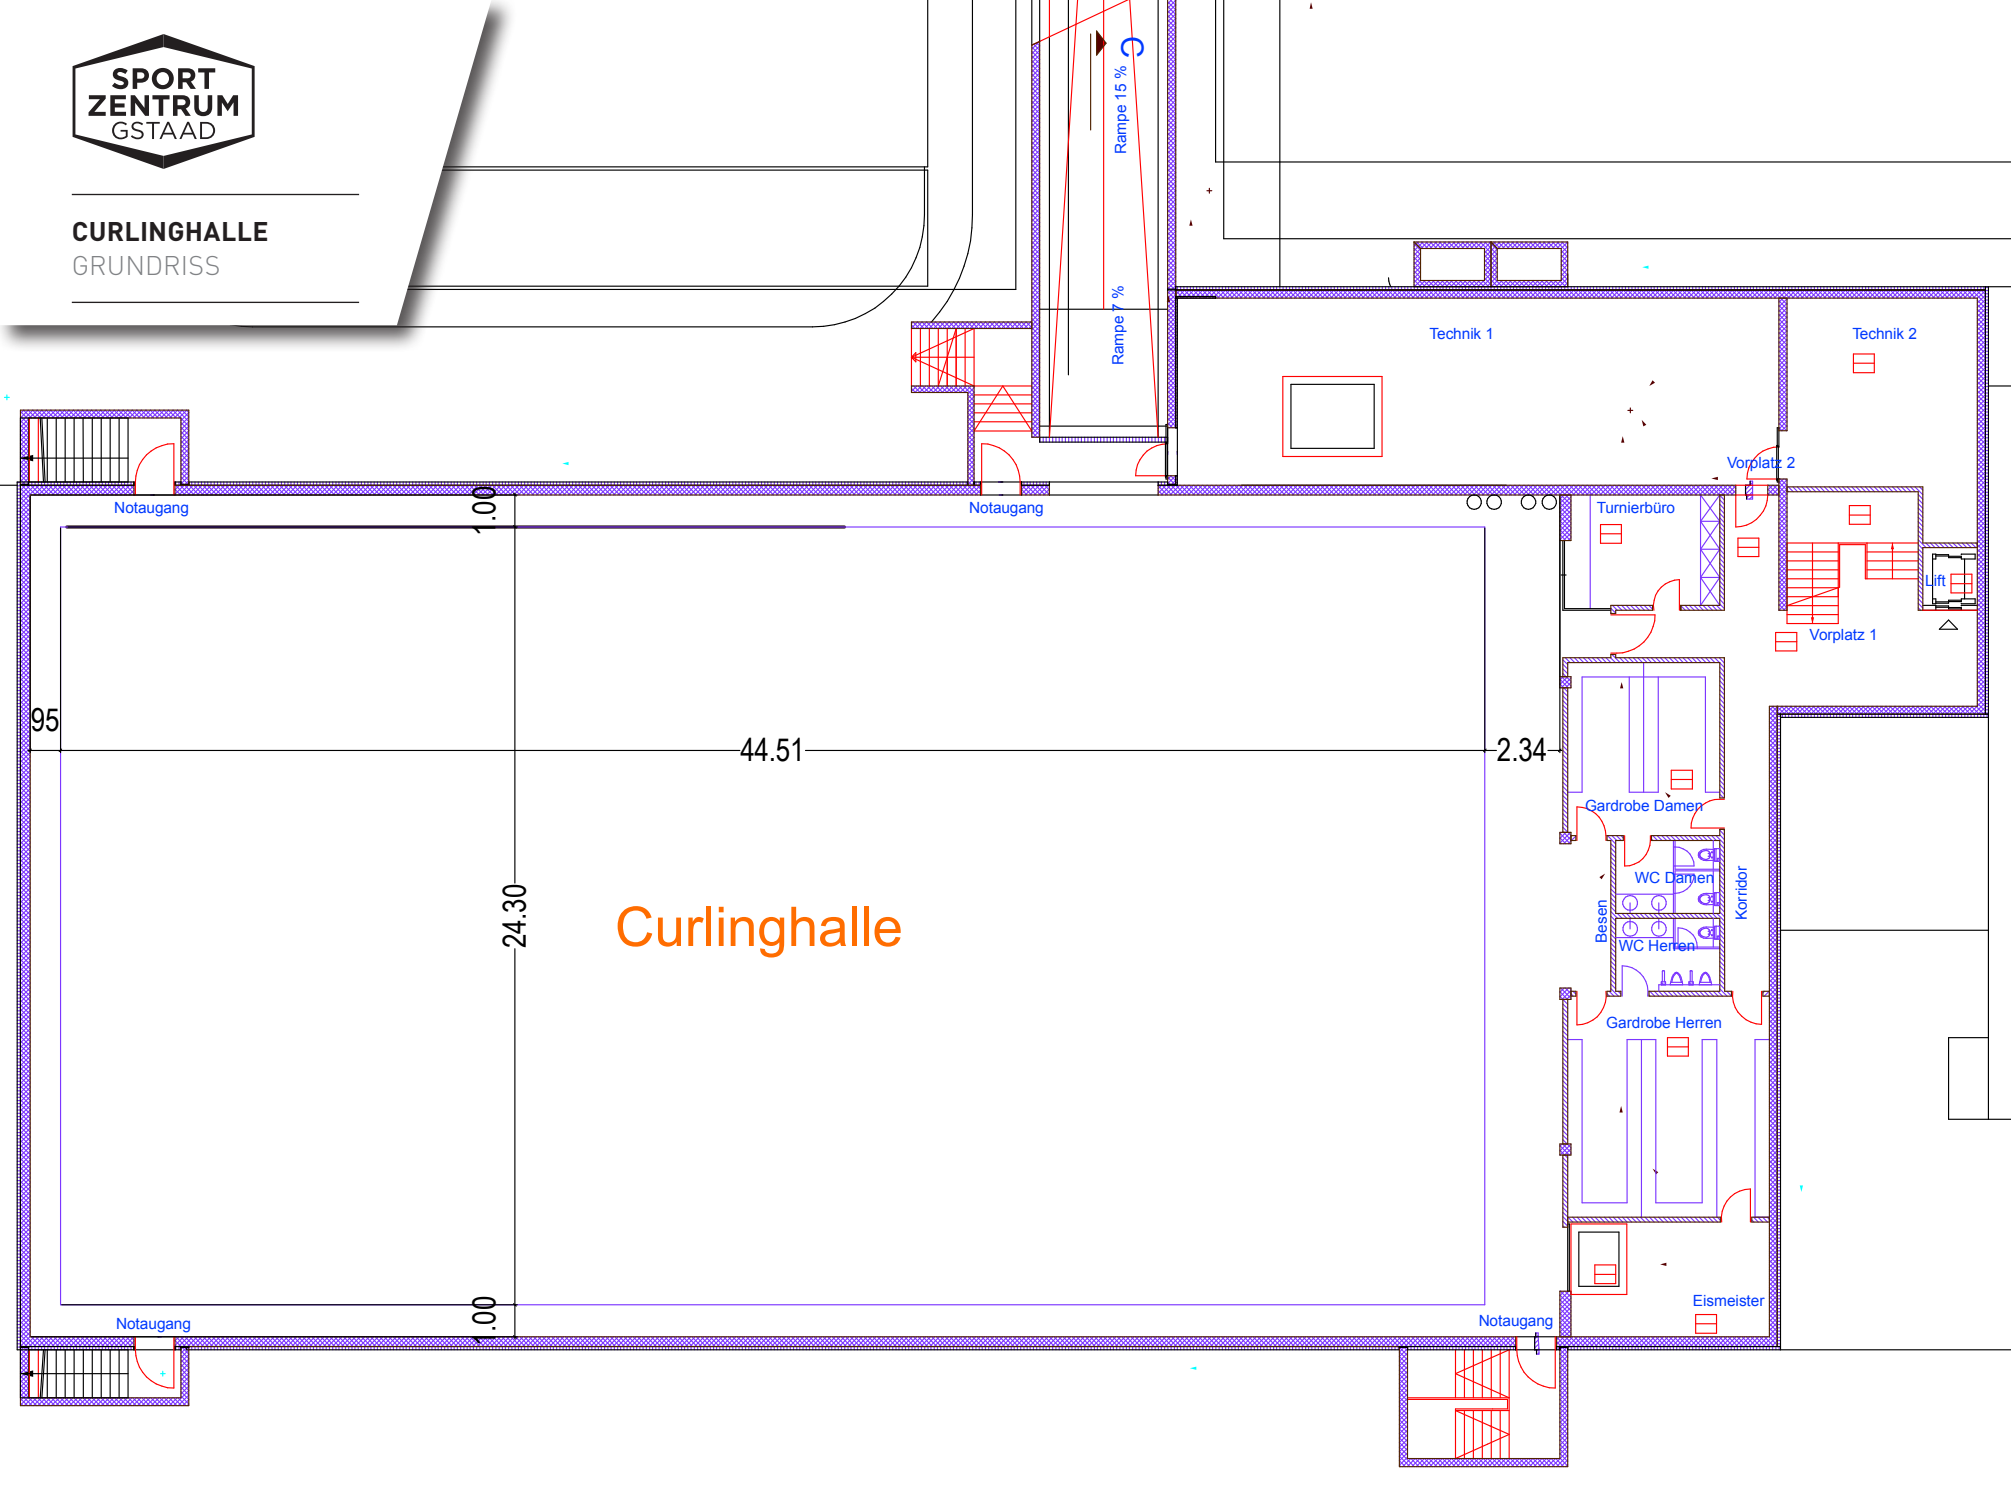 SPORT
ZENTRUM
GSTAAD
CURLINGHALLE
GRUNDRISS
C
Rampe 15 %
Rampe 7 %
Technik 1
Technik 2
Vorplatz 2
Notaugang
1.00
Notaugang
Turnierbüro
Lift
Vorplatz 1
95
44.51
2.34
Gardrobe Damen
WC Damen
Korridor
Besen
24.30
Curlinghalle
WC Herren
Gardrobe Herren
Eismeister
1.00
Notaugang
Notaugang